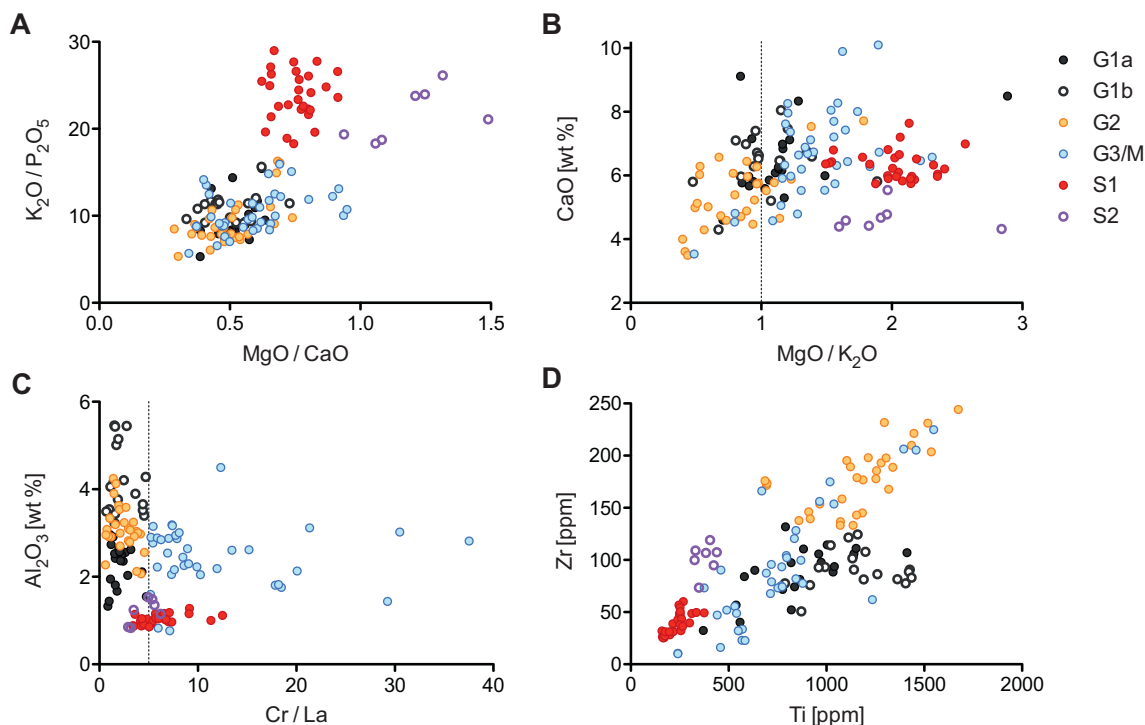 A
K2O / P2O5
30
20
10
0
0.0 0.5 1.0 1.5
MgO / CaO
B
CaO [wt %]
10
8
6
4
2
0 1 2 3
MgO / K2O
G1a
G1b
G2
G3/M
S1
S2
C
Al2O3 [wt %]
6
4
2
0
0 10 20 30 40
Cr / La
D
Zr [ppm]
250
200
150
100
50
0
0 500 1000 1500 2000
Ti [ppm]